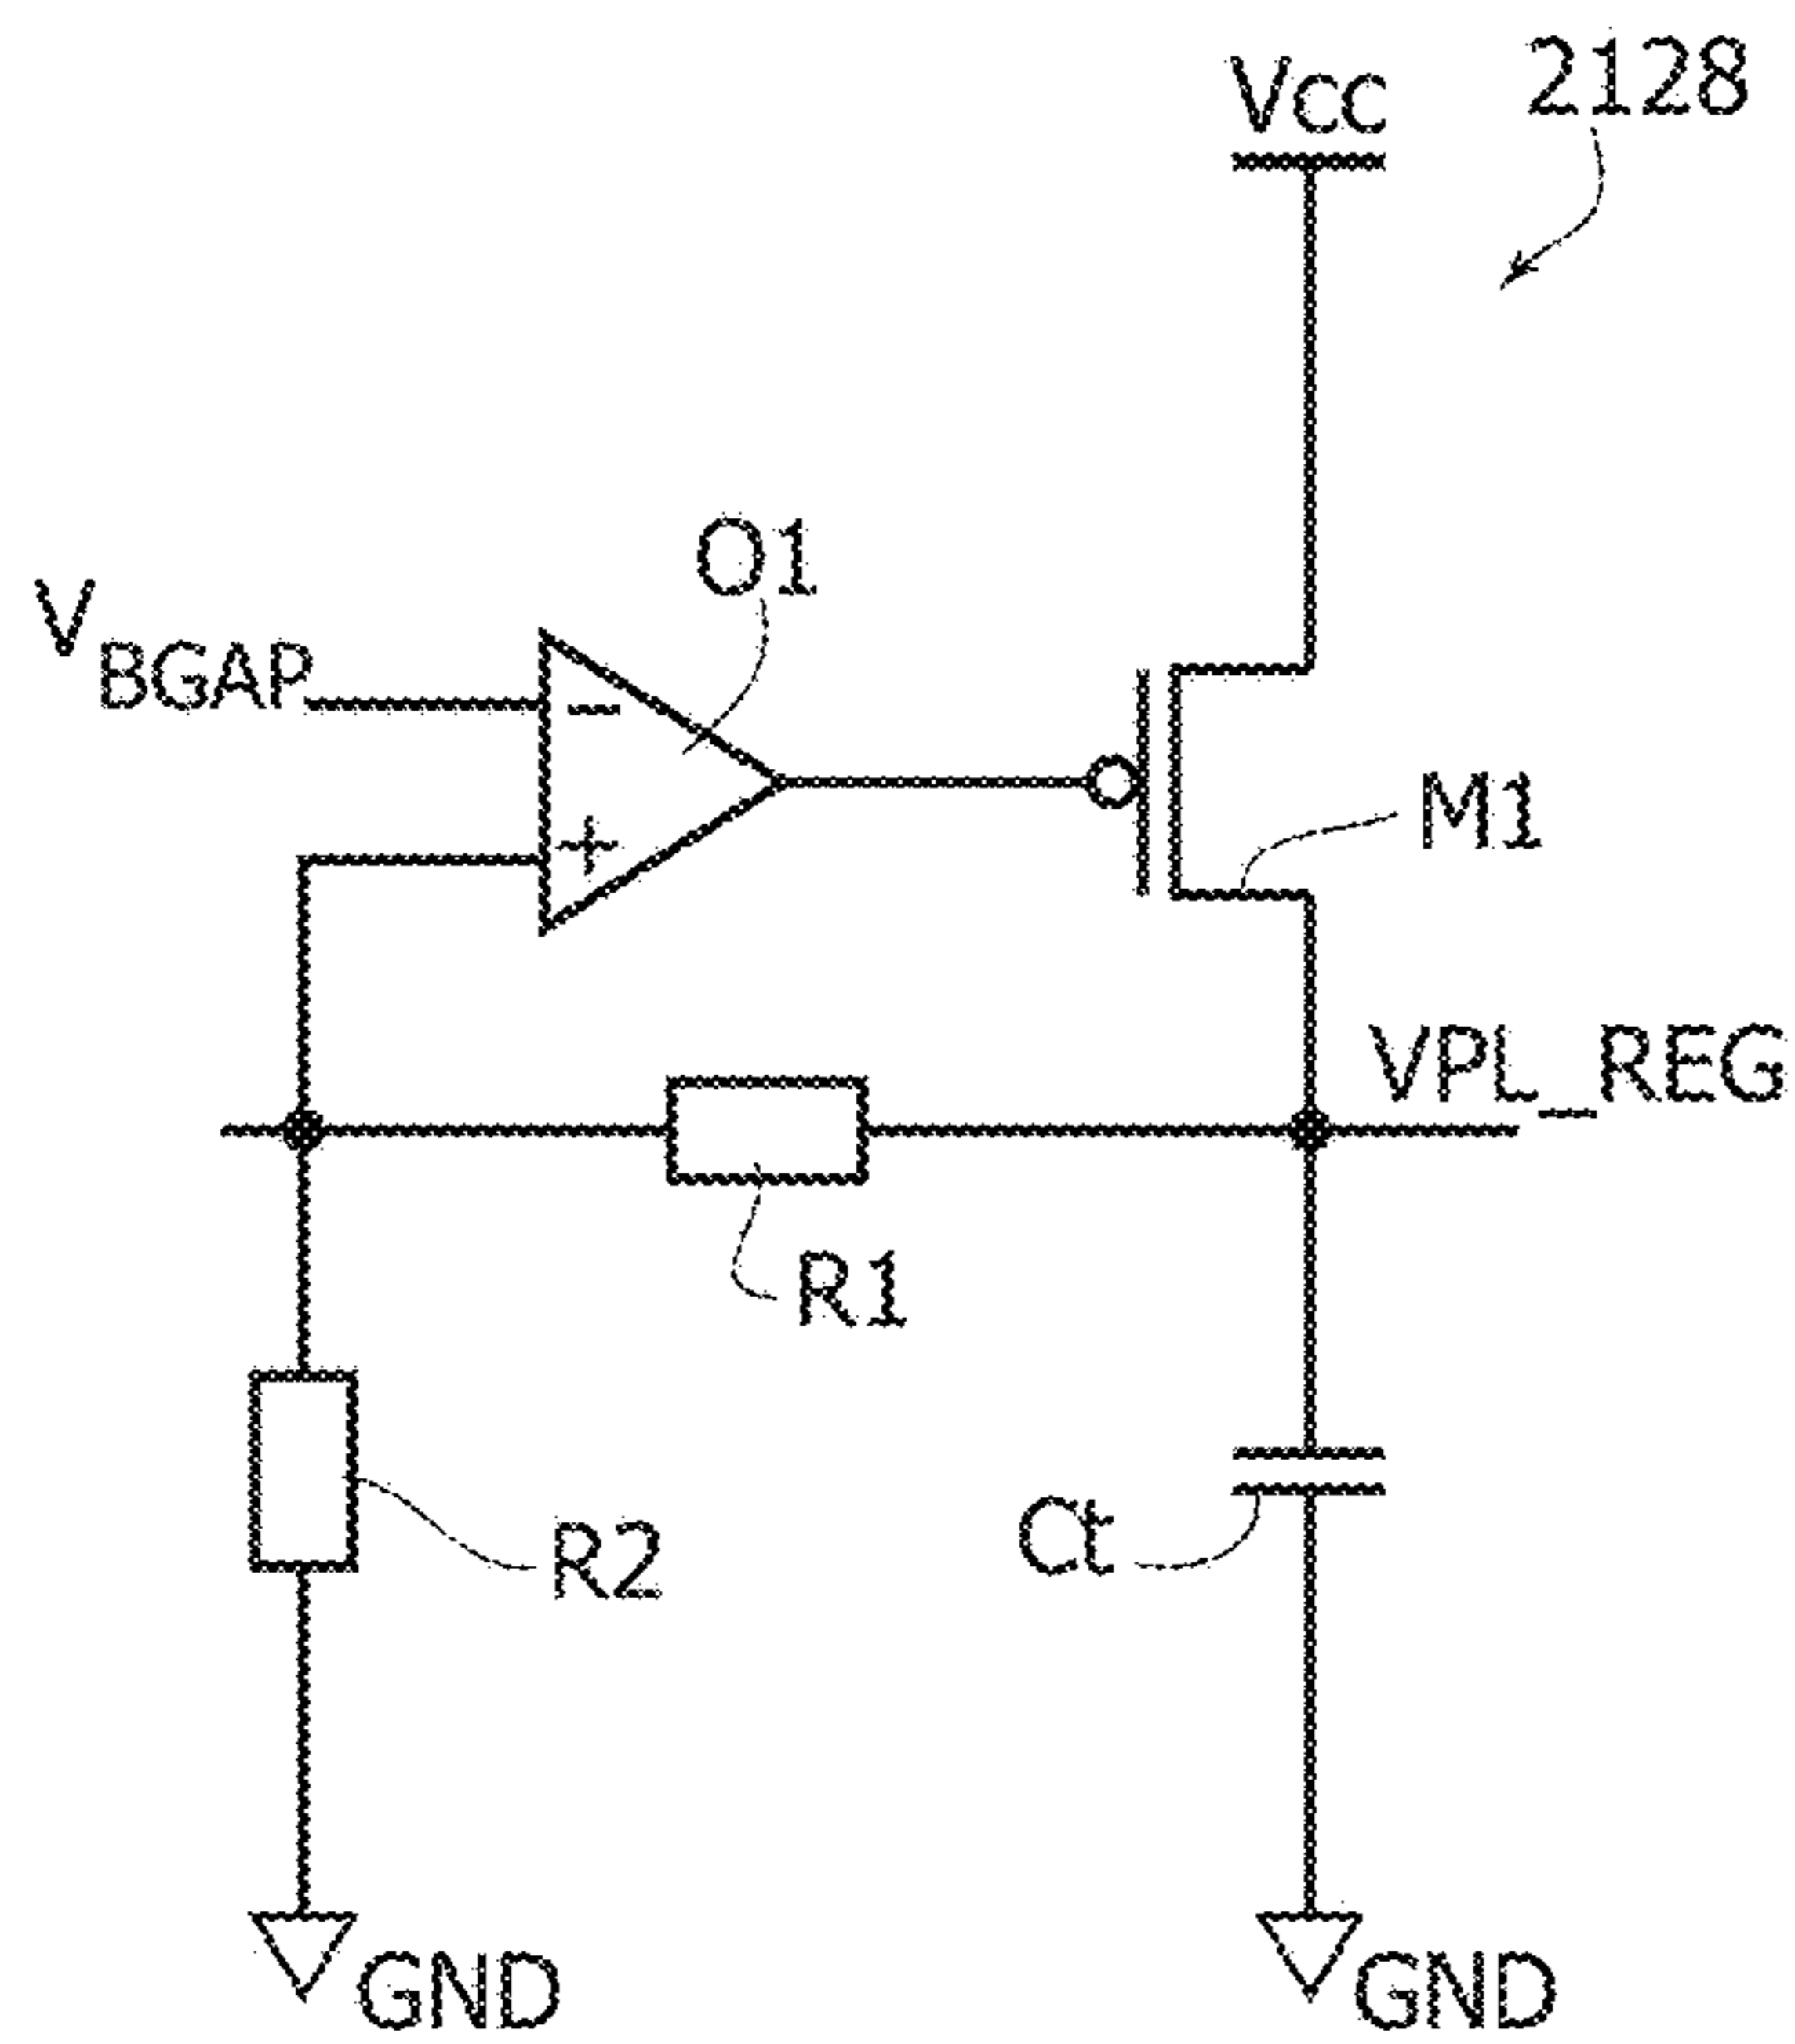 2128
VCC
O1
VBGAP
-
+
M1
VPL_REG
R1
R2
Ct
GND
GND